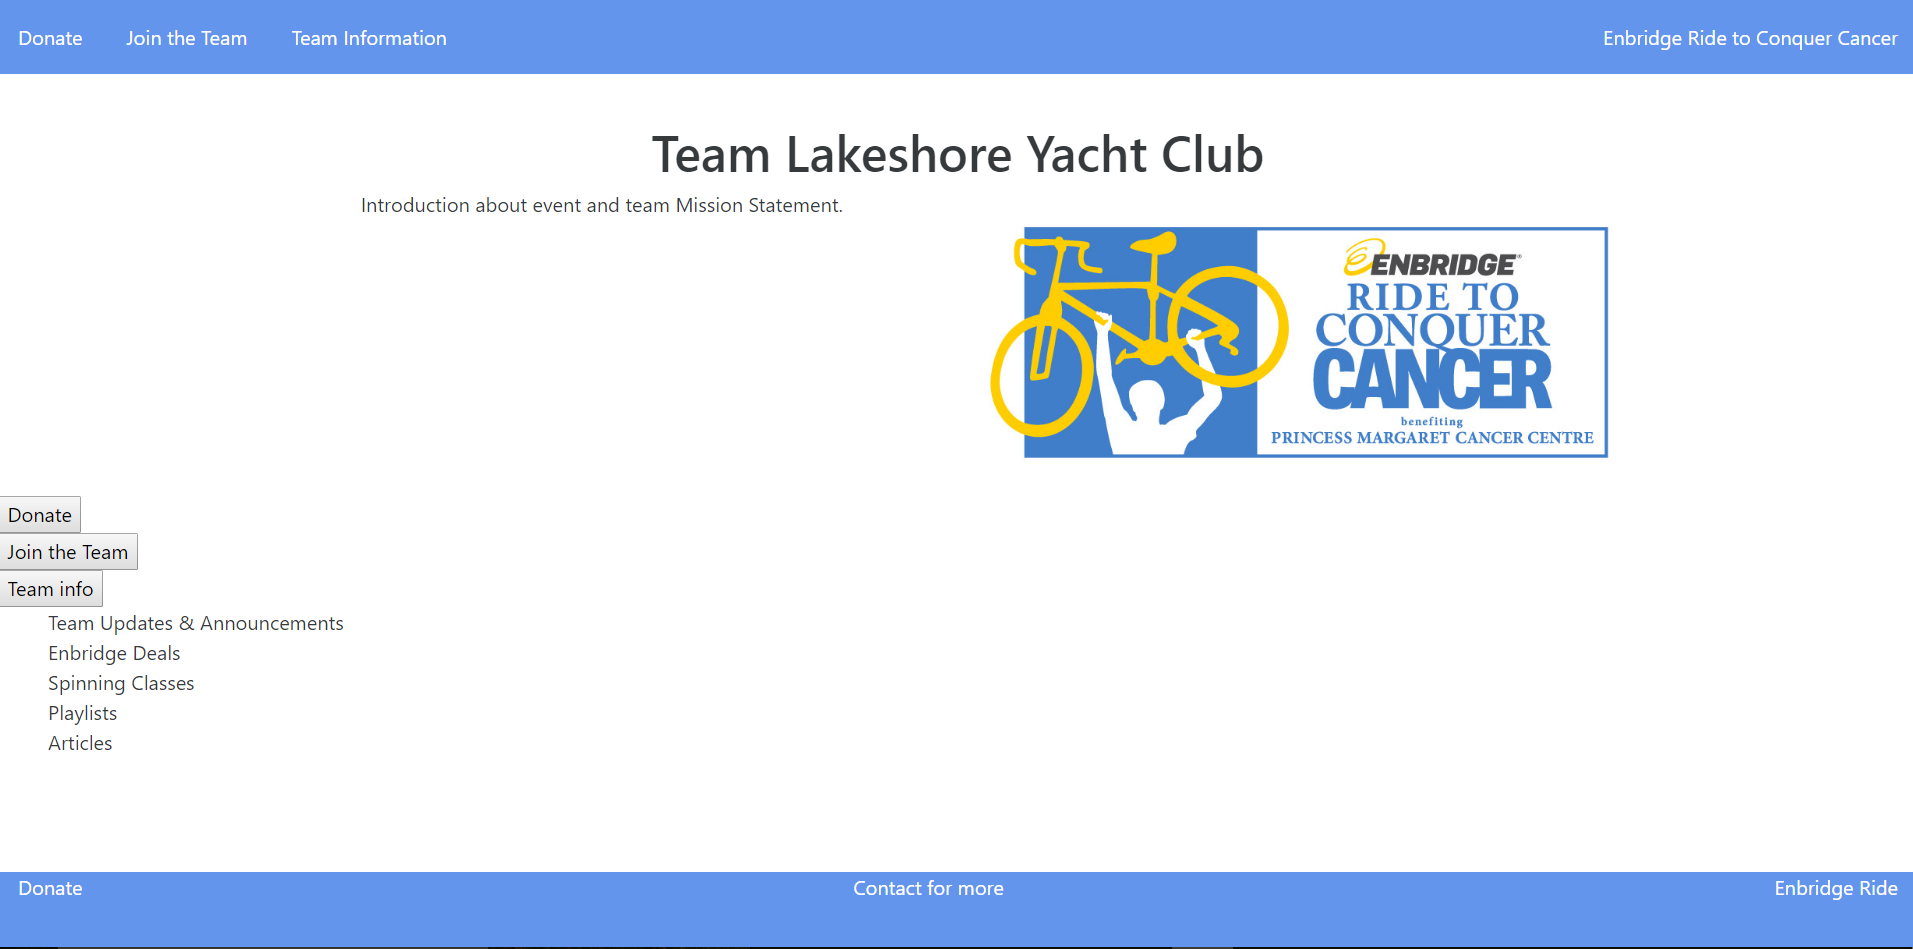 Donate Join the Team Team Information Enbridge Ride to Conquer Cancer
Team Lakeshore Yacht Club
Introduction about event and team Mission Statement.
ENBRIDGE®
RIDE TO
CONQUER
CANCER
benefiting
PRINCESS MARGARET CANCER CENTRE
Donate
Join the Team
Team info
Team Updates & Announcements
Enbridge Deals
Spinning Classes
Playlists
Articles
Donate Contact for more Enbridge Ride